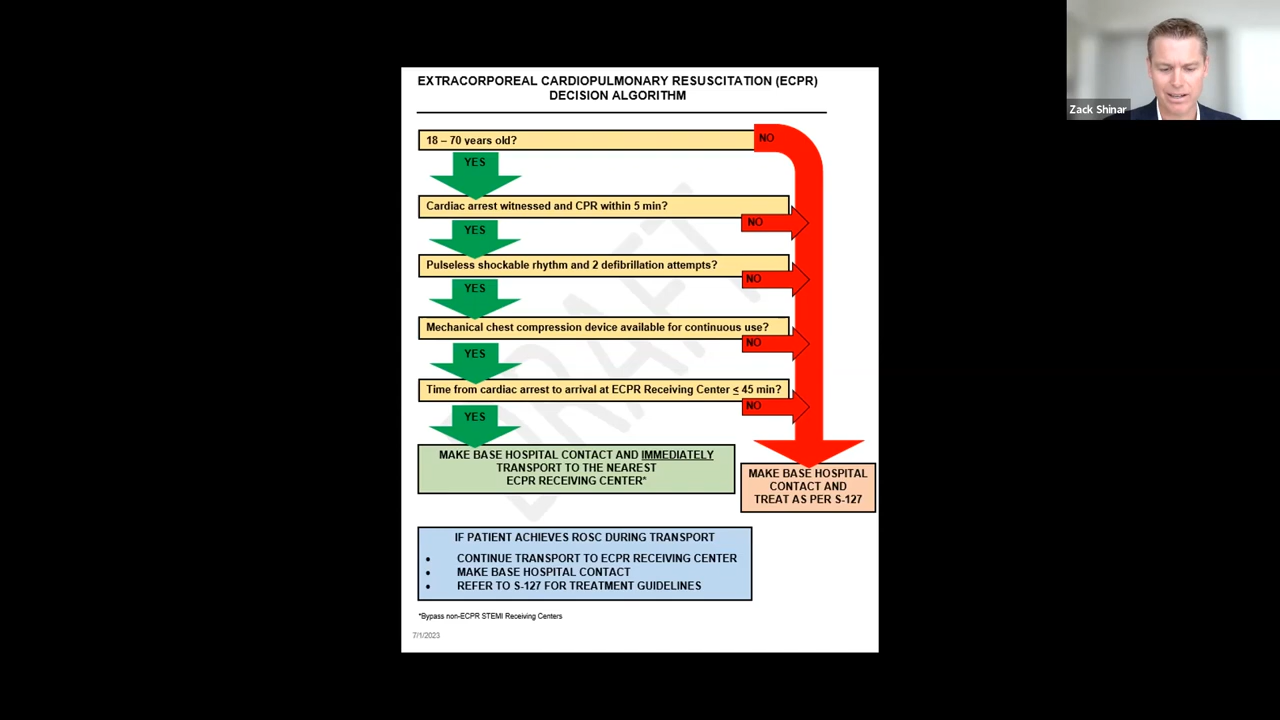 EXTRACORPOREAL CARDIOPULMONARY RESUSCITATION (ECPR)
DECISION ALGORITHM
Zack Shinar
18 – 70 years old?
NO
YES
Cardiac arrest witnessed and CPR within 5 min?
NO
YES
Pulseless shockable rhythm and 2 defibrillation attempts?
NO
YES
Mechanical chest compression device available for continuous use?
NO
YES
Time from cardiac arrest to arrival at ECPR Receiving Center ≤ 45 min?
NO
YES
MAKE BASE HOSPITAL CONTACT AND IMMEDIATELY
TRANSPORT TO THE NEAREST
ECPR RECEIVING CENTER*
MAKE BASE HOSPITAL
CONTACT AND
TREAT AS PER S-127
IF PATIENT ACHIEVES ROSC DURING TRANSPORT
• CONTINUE TRANSPORT TO ECPR RECEIVING CENTER
• MAKE BASE HOSPITAL CONTACT
• REFER TO S-127 FOR TREATMENT GUIDELINES
*Bypass non-ECPR STEMI Receiving Centers
7/1/2023
DRAFT